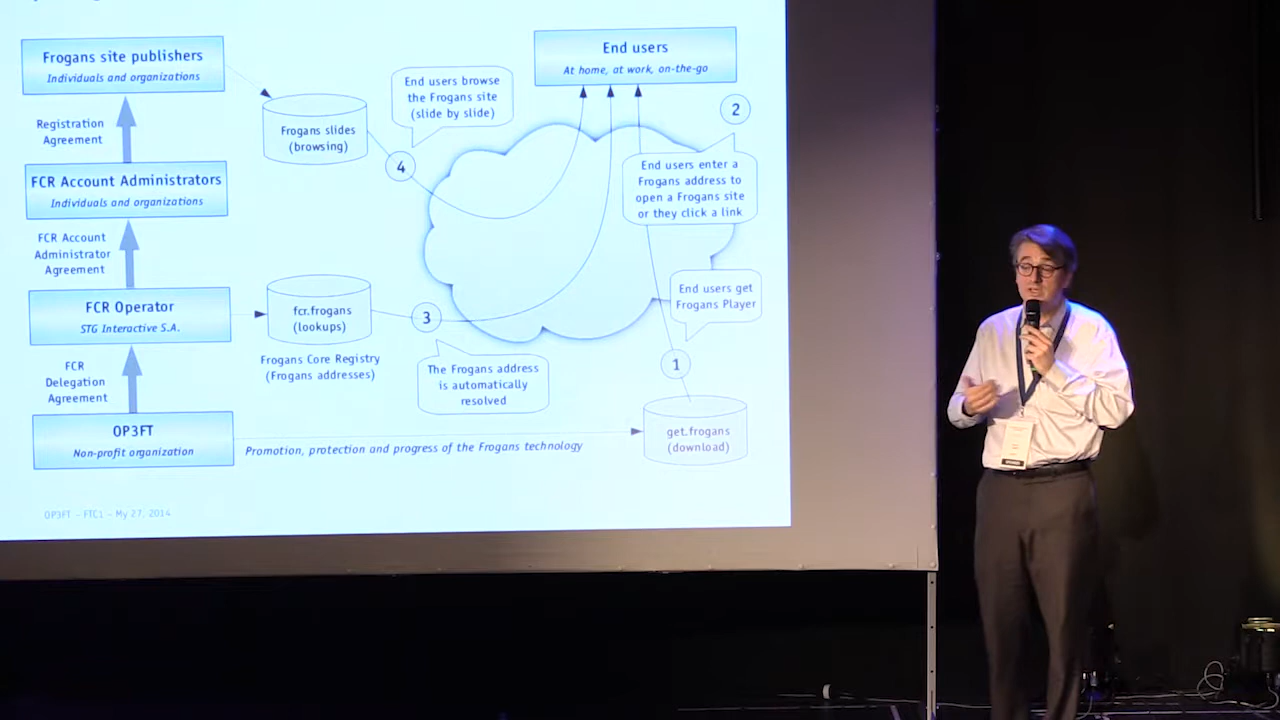 Frogans site publishers
Individuals and organizations
Registration
Agreement
FCR Account Administrators
Individuals and organizations
FCR Account
Administrator
Agreement
FCR Operator
STG Interactive S.A.
FCR
Delegation
Agreement
OP3FT
Non-profit organization
Frogans slides
(browsing)
End users browse
the Frogans site
(slide by slide)
4
End users
At home, at work, on-the-go
2
End users enter a
Frogans address to
open a Frogans site
or they click a link
fcr.frogans
(lookups)
Frogans Core Registry
(Frogans addresses)
3
The Frogans address
is automatically
resolved
End users get
Frogans Player
1
get.frogans
(download)
Promotion, protection and progress of the Frogans technology
OP3FT – FTC1 – My 27, 2014